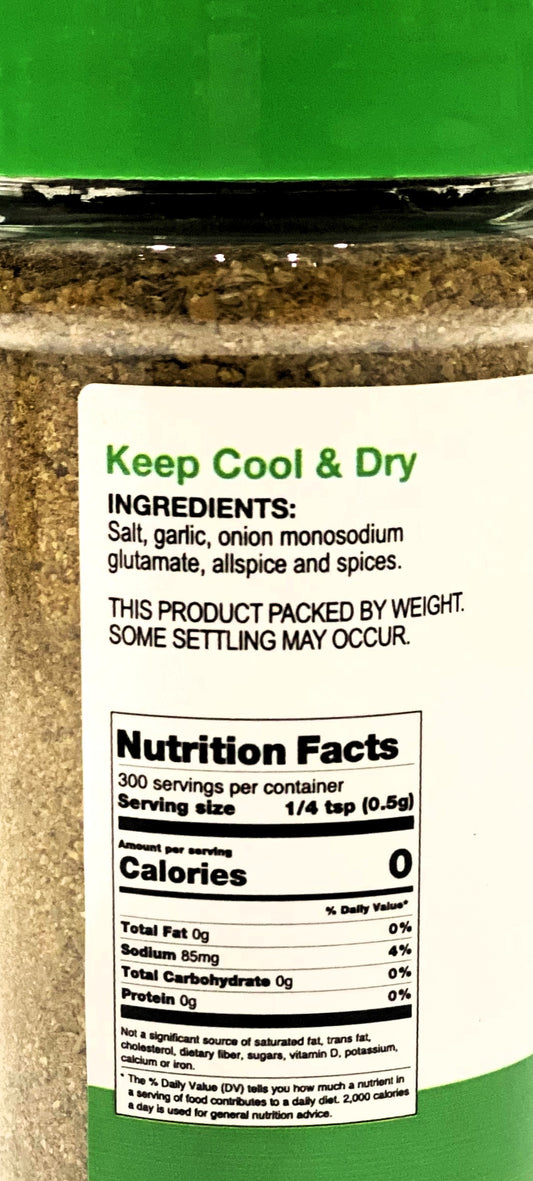 Keep Cool & Dry
INGREDIENTS:
Salt, garlic, onion monosodium
glutamate, allspice and spices.
THIS PRODUCT PACKED BY WEIGHT.
SOME SETTLING MAY OCCUR.
Nutrition Facts
300 servings per container
Serving size 1/4 tsp (0.5g)
Amount per serving
Calories 0
% Daily Value*
Total Fat 0g 0%
Sodium 85mg 4%
Total Carbohydrate 0g 0%
Protein 0g 0%
Not a significant source of saturated fat, trans fat,
cholesterol, dietary fiber, sugars, vitamin D, potassium,
calcium or iron.
* The % Daily Value (DV) tells you how much a nutrient in
a serving of food contributes to a daily diet. 2,000 calories
a day is used for general nutrition advice.